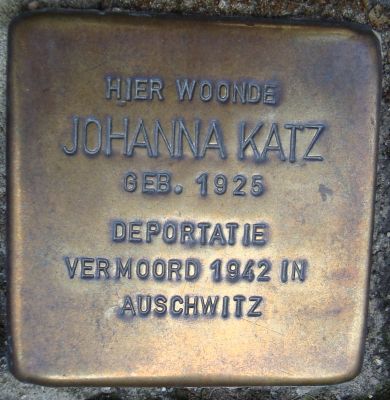 HIER WOONDE
JOHANNA KATZ
GEB. 1925
DEPORTATIE
VERMOORD 1942 IN
AUSCHWITZ